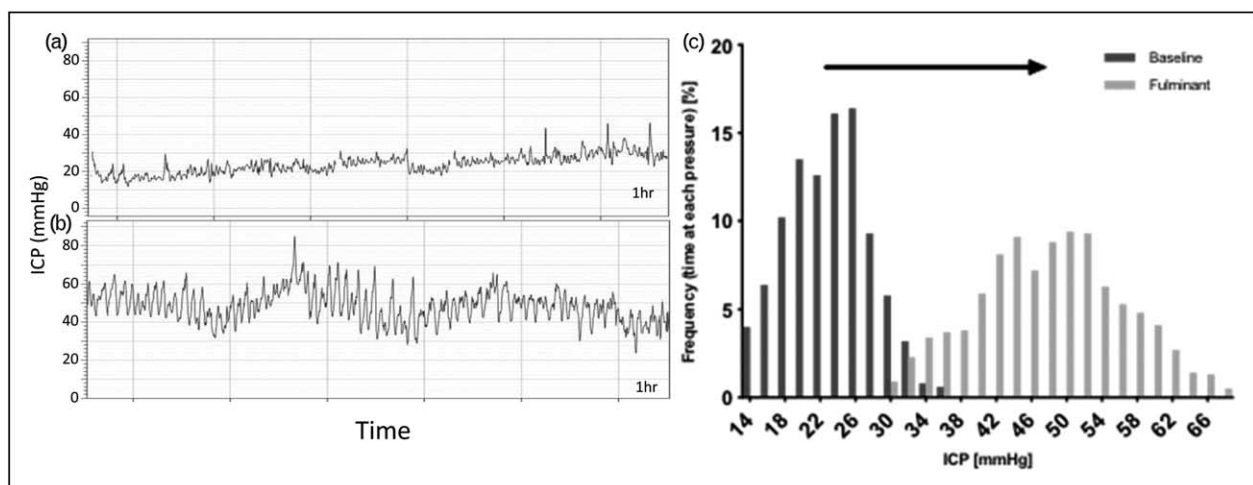 (a)
80
60
40
20
0
1hr
(b)
80
60
40
20
0
1hr
ICP (mmHg)
Time
(c)
Frequency (time at each pressure) [%]
20
15
10
5
0
Baseline
Fulminant
14 18 22 26 30 34 38 42 46 50 54 58 62 66
ICP [mmHg]